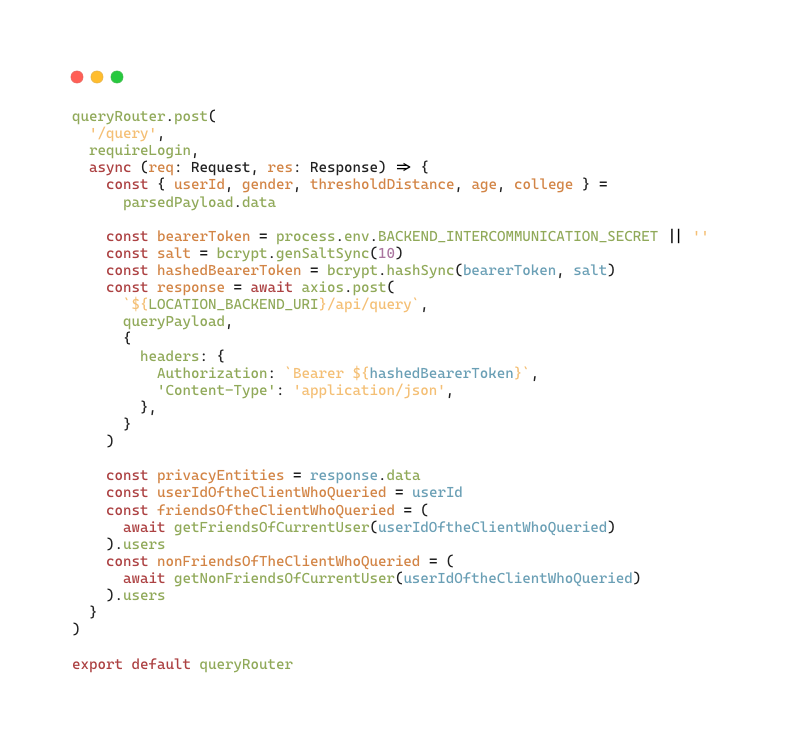 queryRouter.post(
  '/query',
  requireLogin,
  async (req: Request, res: Response) => {
    const { userId, gender, thresholdDistance, age, college } =
      parsedPayload.data

    const bearerToken = process.env.BACKEND_INTERCOMMUNICATION_SECRET || ''
    const salt = bcrypt.genSaltSync(10)
    const hashedBearerToken = bcrypt.hashSync(bearerToken, salt)
    const response = await axios.post(
      `${LOCATION_BACKEND_URI}/api/query`,
      queryPayload,
      {
        headers: {
          Authorization: `Bearer ${hashedBearerToken}`,
          'Content-Type': 'application/json',
        },
      }
    )

    const privacyEntities = response.data
    const userIdOftheClientWhoQueried = userId
    const friendsOftheClientWhoQueried = (
      await getFriendsOfCurrentUser(userIdOftheClientWhoQueried)
    ).users
    const nonFriendsOfTheClientWhoQueried = (
      await getNonFriendsOfCurrentUser(userIdOftheClientWhoQueried)
    ).users
  }
)

export default queryRouter